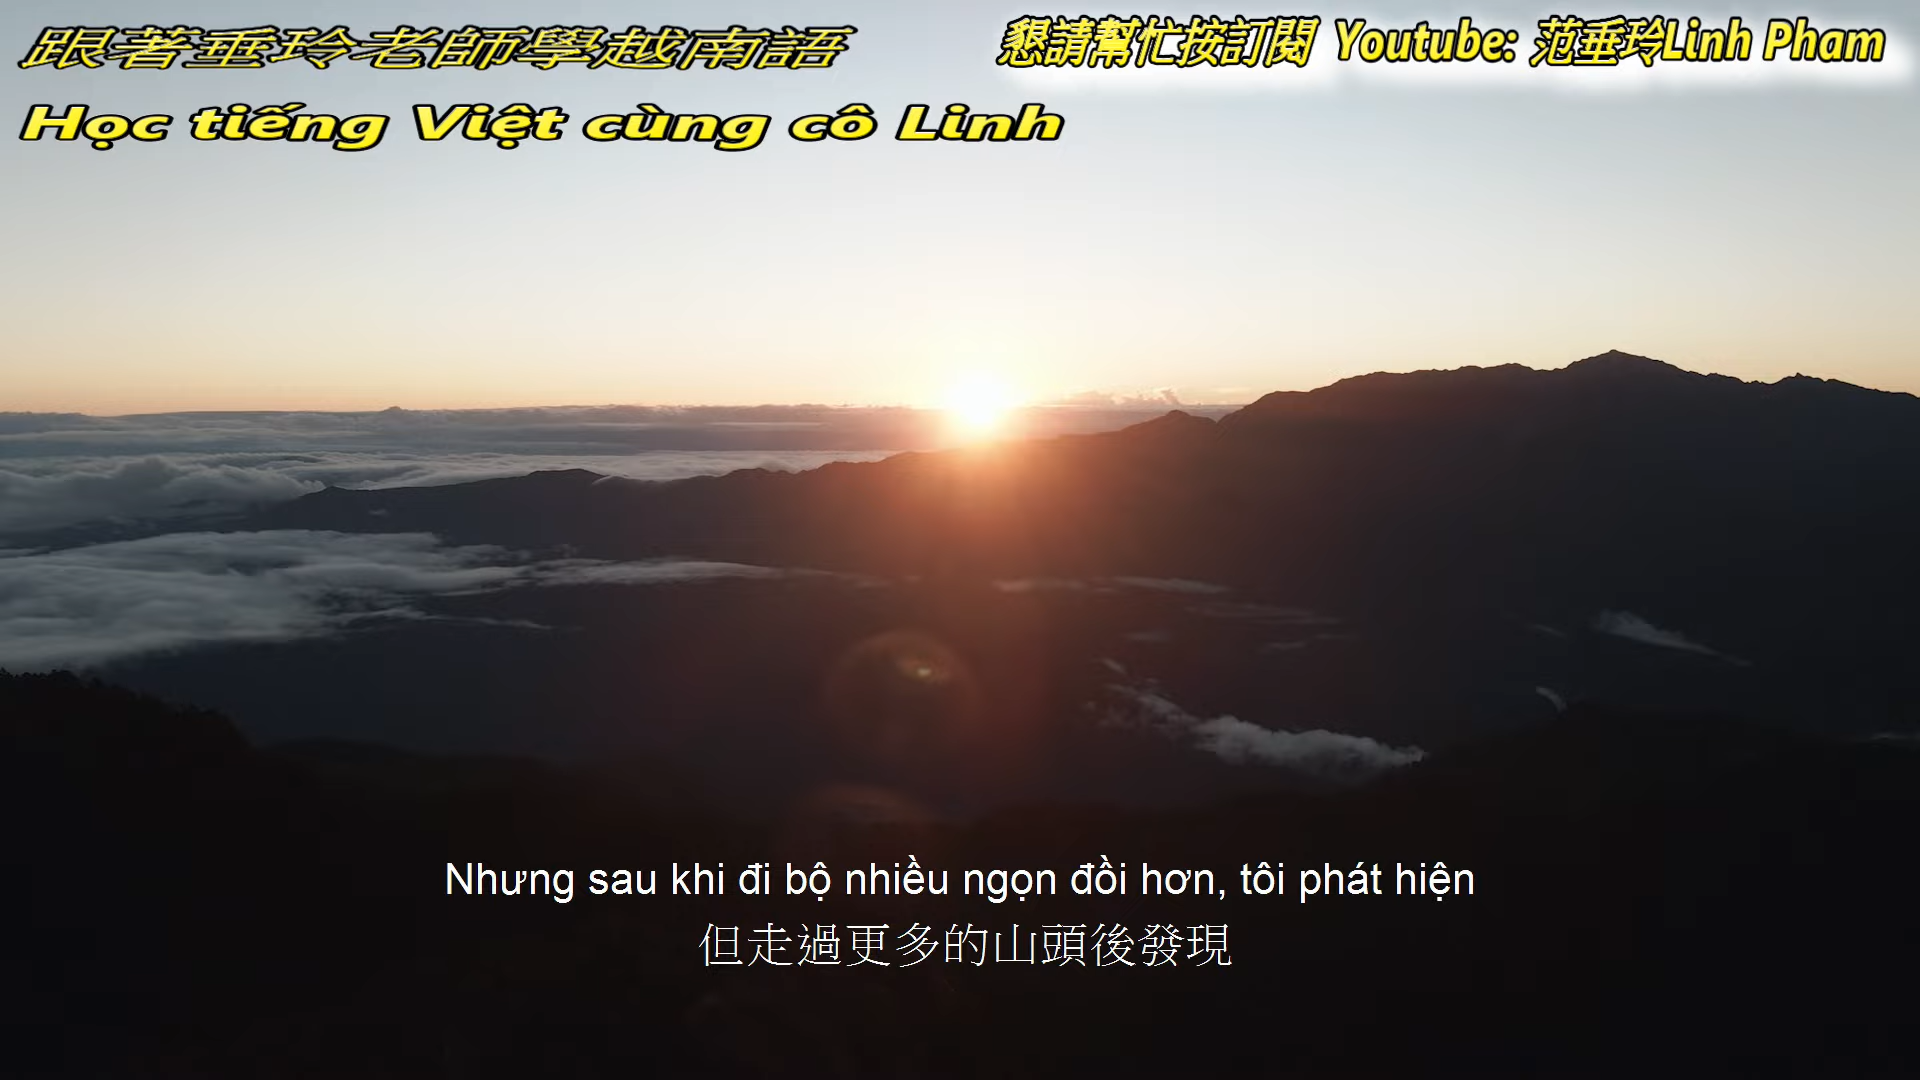 跟著垂玲老師學越南語
懇請幫忙按訂閱 Youtube: 范垂玲Linh Pham
Học tiếng Việt cùng cô Linh
Nhưng sau khi đi bộ nhiều ngọn đồi hơn, tôi phát hiện
但走過更多的山頭後發現